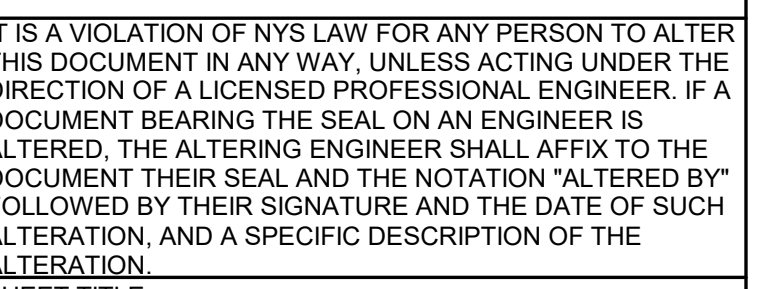 IT IS A VIOLATION OF NYS LAW FOR ANY PERSON TO ALTER
THIS DOCUMENT IN ANY WAY, UNLESS ACTING UNDER THE
DIRECTION OF A LICENSED PROFESSIONAL ENGINEER. IF A
DOCUMENT BEARING THE SEAL ON AN ENGINEER IS
ALTERED, THE ALTERING ENGINEER SHALL AFFIX TO THE
DOCUMENT THEIR SEAL AND THE NOTATION "ALTERED BY"
FOLLOWED BY THEIR SIGNATURE AND THE DATE OF SUCH
ALTERATION, AND A SPECIFIC DESCRIPTION OF THE
ALTERATION.
SHEET TITLE